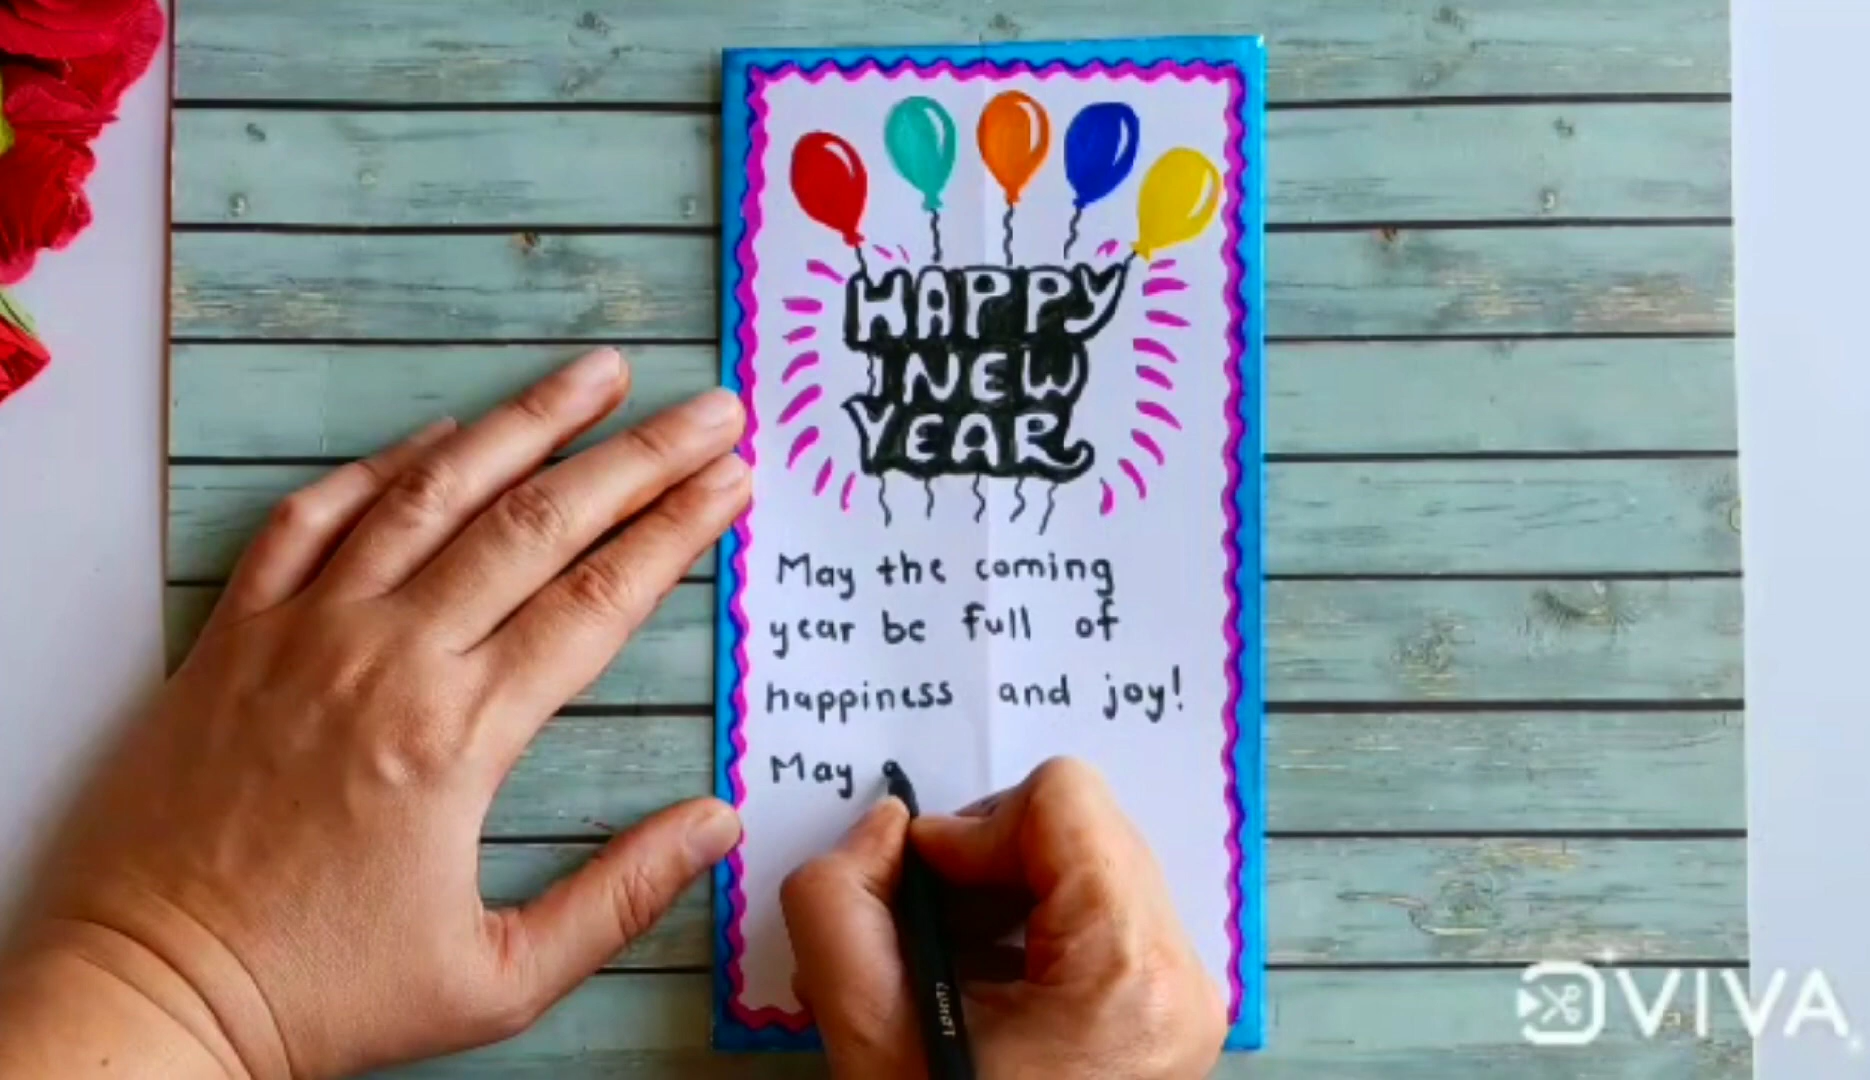 HAPPY
NEW
YEAR
May the coming
year be full of
happiness and joy!
May
VIVA